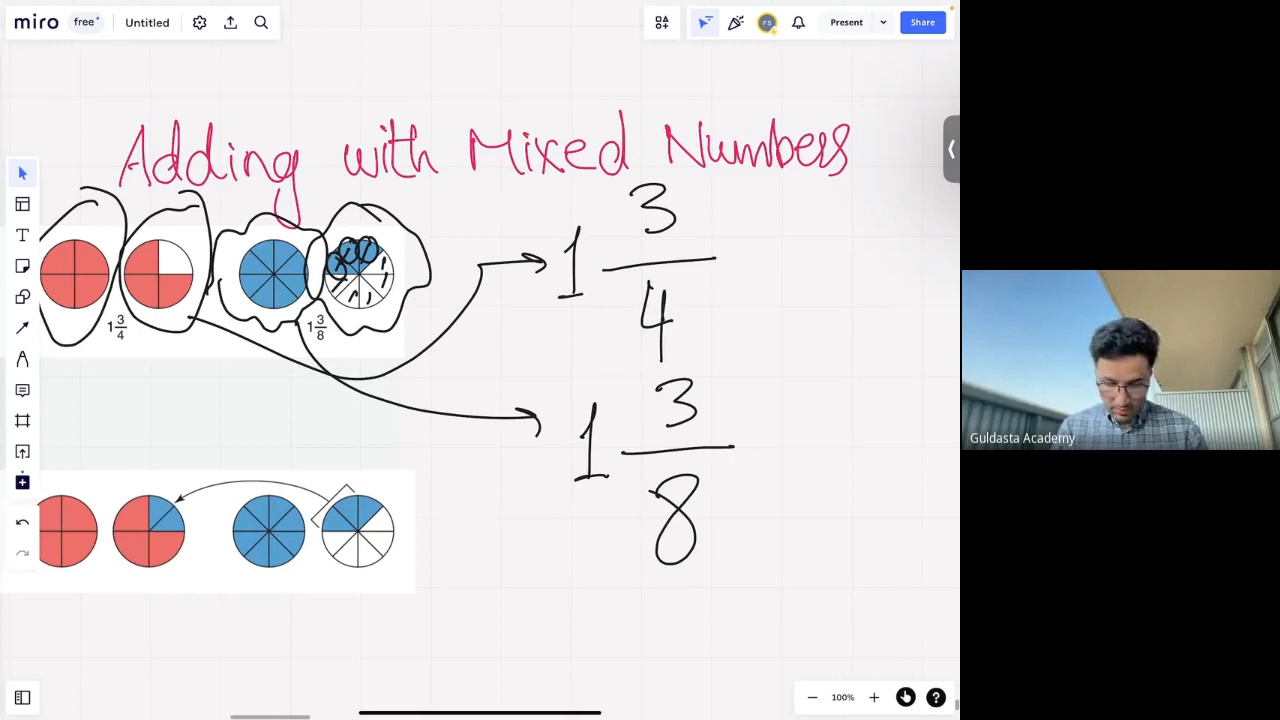 miro free Untitled Present Share
FS
Adding with Mixed Numbers
1 3/4
1 3/8
1 3/4
1 3/8
Guldasta Academy
100%